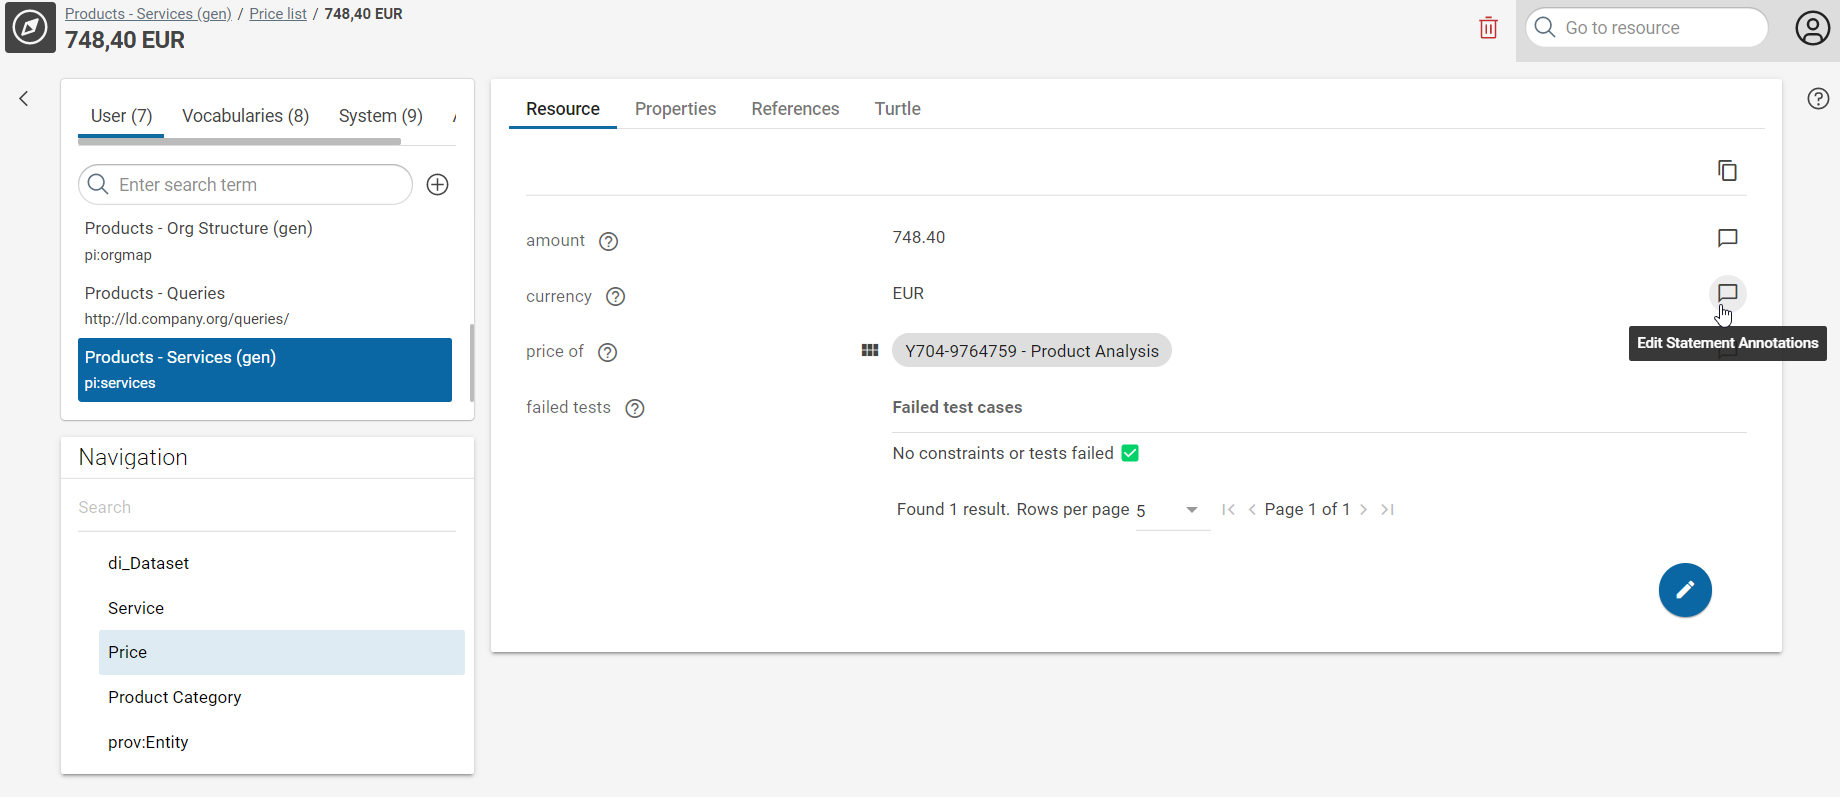 Products - Services (gen) / Price list / 748,40 EUR
748,40 EUR
Go to resource
User (7) Vocabularies (8) System (9)
Enter search term
Products - Org Structure (gen)
pi:orgmap
Products - Queries
http://ld.company.org/queries/
Products - Services (gen)
pi:services
Navigation
Search
di_Dataset
Service
Price
Product Category
prov:Entity
Resource Properties References Turtle
amount 748.40
currency EUR
Edit Statement Annotations
price of Y704-9764759 - Product Analysis
failed tests Failed test cases
No constraints or tests failed
Found 1 result. Rows per page 5 Page 1 of 1